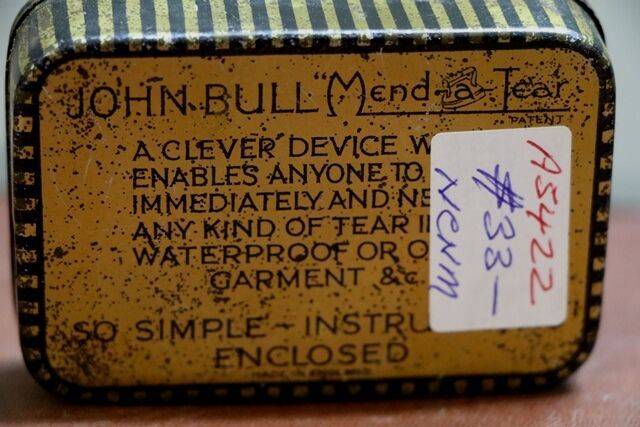 JOHN BULL "Mend-a-Tear
PATENT
A CLEVER DEVICE W
ENABLES ANYONE TO
IMMEDIATELY AND NE
ANY KIND OF TEAR I
WATERPROOF OR O
GARMENT &c
SO SIMPLE - INSTRU
ENCLOSED
A5422
#33-